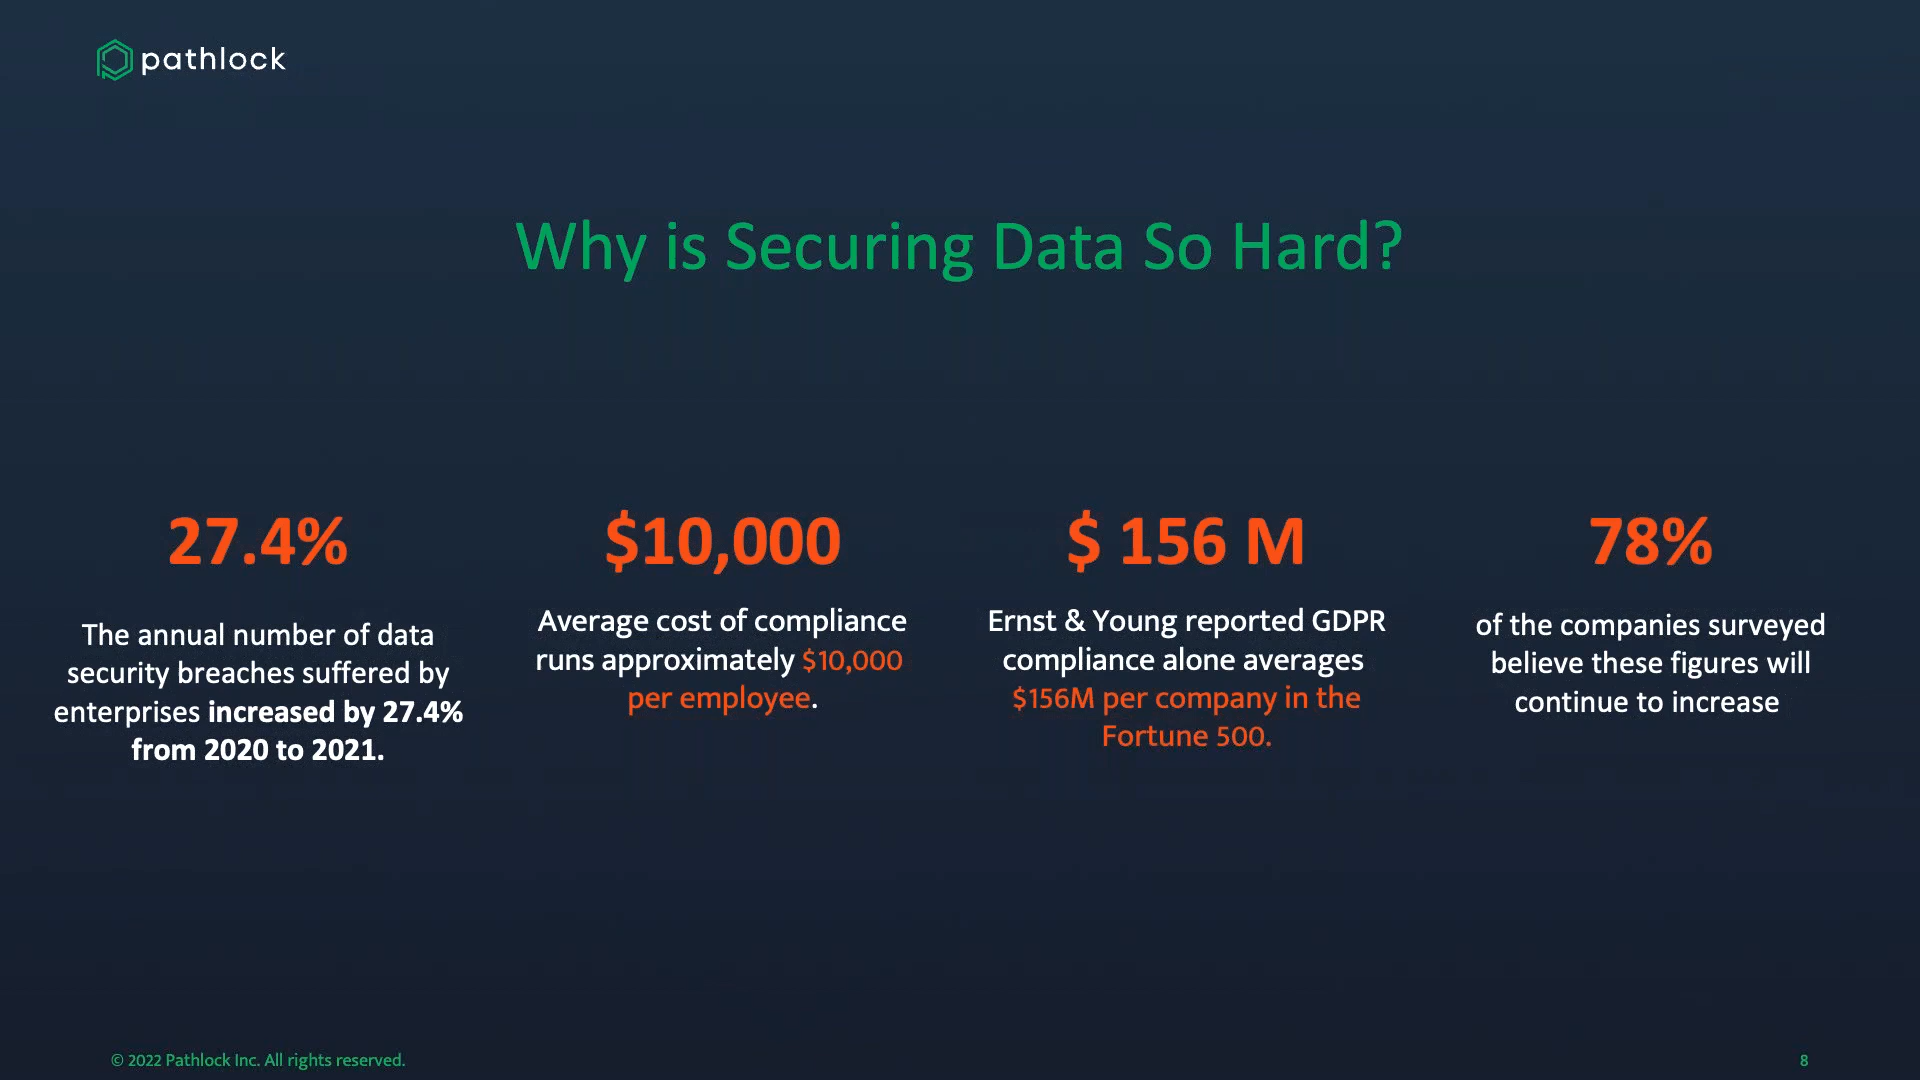 pathlock
Why is Securing Data So Hard?
27.4%
The annual number of data
security breaches suffered by
enterprises increased by 27.4%
from 2020 to 2021.
$10,000
Average cost of compliance
runs approximately $10,000
per employee.
$ 156 M
Ernst & Young reported GDPR
compliance alone averages
$156M per company in the
Fortune 500.
78%
of the companies surveyed
believe these figures will
continue to increase
© 2022 Pathlock Inc. All rights reserved.
8